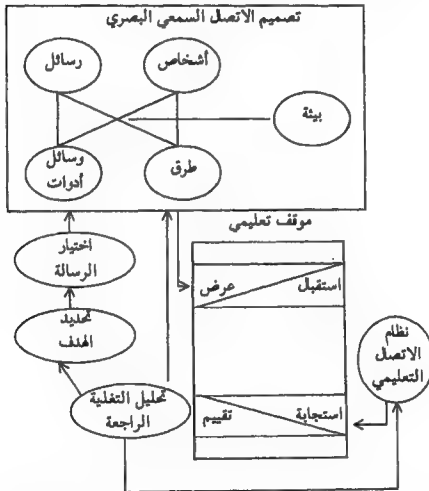 تصميم الاتصل السمعي البصري
أشخاص
رسائل
بيئة
طرق
وسائل
أدوات
موقف تعليمي
اختيار
الرسالة
استقبال
عرض
تحديد
الهدف
نظام
الاتصل
التعليمي
تحليل التغذية
الراجعة
استجابة
تقييم